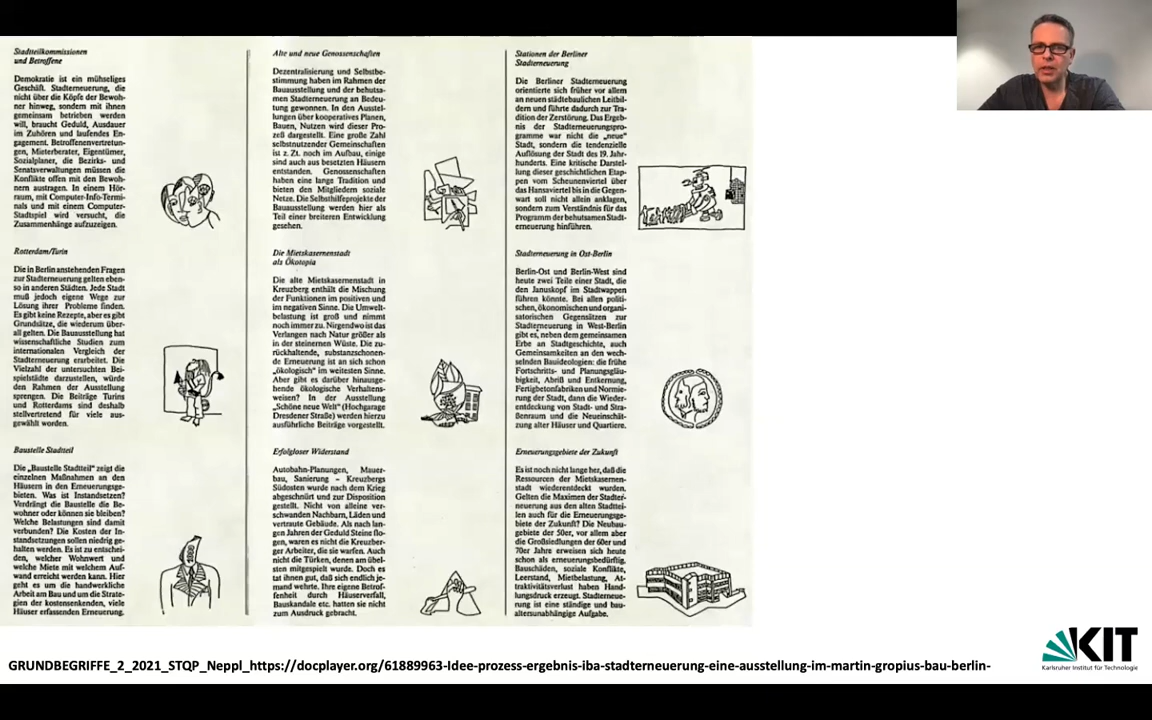 Stadtteilkommissionen
und Betroffene
Demokratie ist ein mühseliges
Geschäft. Stadterneuerung, die
nicht über die Köpfe der Bewoh-
ner hinweg, sondern mit ihnen
gemeinsam betrieben werden
will, braucht Geduld, Ausdauer
im Zuhören und laufendes En-
gagement. Betroffenenvertretun-
gen, Mieterberater, Eigentümer,
Sozialplaner, die Bezirks- und
Senatsverwaltungen müssen die
Konflikte offen mit den Bewoh-
nern austragen. In einem Hör-
raum, mit Computer-Info-Termi-
nals und mit einem Computer-
Stadtspiel wird versucht, die
Zusammenhänge aufzuzeigen.
Rotterdam/Turin
Die in Berlin anstehenden Fragen
zur Stadterneuerung gelten eben-
so in anderen Städten. Jede Stadt
muß jedoch eigene Wege zur
Lösung ihrer Probleme finden.
Es gibt keine Rezepte, aber es gibt
Grundsätze, die wiederum über-
all gelten. Die Bauausstellung hat
wissenschaftliche Studien zum
internationalen Vergleich der
Stadterneuerung erarbeitet. Die
Vielzahl der untersuchten Bei-
spielstädte darzustellen, würde
den Rahmen der Ausstellung
sprengen. Die Beiträge Turins
und Rotterdams sind deshalb
stellvertretend für viele aus-
gewählt worden.
Baustelle Stadtteil
Die „Baustelle Stadtteil“ zeigt die
einzelnen Maßnahmen an den
Häusern in den Erneuerungsge-
bieten. Was ist Instandsetzen?
Verdrängt die Baustelle die Be-
wohner oder können sie bleiben?
Welche Belastungen sind damit
verbunden? Die Kosten der In-
standsetzungen sollen niedrig ge-
halten werden. Es ist zu entschei-
den, welcher Wohnwert und
welche Miete mit welchem Auf-
wand erreicht werden kann. Hier
geht es um die handwerkliche
Arbeit am Bau und um die Strate-
gien der kostensenkenden, viele
Häuser erfassenden Erneuerung.
Alte und neue Genossenschaften
Dezentralisierung und Selbstbe-
stimmung haben im Rahmen der
Bauausstellung und der behutsa-
men Stadterneuerung an Bedeu-
tung gewonnen. In den Ausstel-
lungen über kooperatives Planen,
Bauen, Nutzen wird dieser Pro-
zeß dargestellt. Eine große Zahl
selbstnutzender Gemeinschaften
ist z. Zt. noch im Aufbau, einige
sind auch aus besetzten Häusern
entstanden. Genossenschaften
haben eine lange Tradition und
bieten den Mitgliedern soziale
Netze. Die Selbsthilfeprojekte der
Bauausstellung werden hier als
Teil einer breiteren Entwicklung
gesehen.
Die Mietskasernenstadt
als Ökotopia
Die alte Mietskasernenstadt in
Kreuzberg enthält die Mischung
der Funktionen im positiven und
im negativen Sinne. Die Umwelt-
belastung ist groß und nimmt
noch immer zu. Nirgendwo ist das
Verlangen nach Natur größer als
in der steinernen Wüste. Die zu-
rückhaltende, substanzschonen-
de Erneuerung ist an sich schon
„ökologisch“ im weitesten Sinne.
Aber gibt es darüber hinausge-
hende ökologische Verhaltens-
weisen? In der Ausstellung
„Schöne neue Welt“ (Hochgarage
Dresdener Straße) werden hierzu
ausführliche Beiträge vorgestellt.
Erfolgloser Widerstand
Autobahn-Planungen, Mauer-
bau, Sanierung – Kreuzbergs
Südosten wurde nach dem Krieg
abgeschnürt und zur Disposition
gestellt. Nicht von alleine ver-
schwanden Nachbarn, Läden und
vertraute Gebäude. Als nach lan-
gen Jahren der Geduld Steine flo-
gen, waren es nicht die Kreuzber-
ger Arbeiter, die sie warfen. Auch
nicht die Türken, denen am übel-
sten mitgespielt wurde. Doch es
tat ihnen gut, daß sich endlich je-
mand wehrte. Ihre eigene Betrof-
fenheit durch Häuserverfall,
Bauskandale etc. hatten sie nicht
zum Ausdruck gebracht.
Stationen der Berliner
Stadterneuerung
Die Berliner Stadterneuerung
orientierte sich früher vor allem
an neuen städtebaulichen Leitbil-
dern und führte dadurch zur Tra-
dition der Zerstörung. Das Ergeb-
nis der Stadterneuerungspro-
gramme war nicht die „neue“
Stadt, sondern die tendenzielle
Auflösung der Stadt des 19. Jahr-
hunderts. Eine kritische Darstel-
lung dieser geschichtlichen Etap-
pen vom Scheunenviertel über
das Hansaviertel bis in die Gegen-
wart soll nicht allein anklagen,
sondern zum Verständnis für das
Programm der behutsamen Stadt-
erneuerung hinführen.
Stadterneuerung in Ost-Berlin
Berlin-Ost und Berlin-West sind
heute zwei Teile einer Stadt, die
den Januskopf im Stadtwappen
führen könnte. Bei allen politi-
schen, ökonomischen und organi-
satorischen Gegensätzen zur
Stadterneuerung in West-Berlin
gibt es, neben dem gemeinsamen
Erbe an Stadtgeschichte, auch
Gemeinsamkeiten an den wech-
selnden Bauideologien: die frühe
Fortschritts- und Planungsgläu-
bigkeit, Abriß und Entkernung,
Fertigbetonfabriken und Normie-
rung der Stadt, dann die Wieder-
entdeckung von Stadt- und Stra-
ßenraum und die Neueinschät-
zung alter Häuser und Quartiere.
Erneuerungsgebiete der Zukunft
Es ist noch nicht lange her, daß die
Ressourcen der Mietskasernen-
stadt wiederentdeckt wurden.
Gelten die Maximen der Stadter-
neuerung aus den alten Stadttei-
len auch für die Erneuerungsge-
biete der Zukunft? Die Neubau-
gebiete der 50er, vor allem aber
die Großsiedlungen der 60er und
70er Jahre erweisen sich heute
schon als erneuerungsbedürftig.
Bauschäden, soziale Konflikte,
Leerstand, Mietbelastung, At-
traktivitätsverlust haben Hand-
lungsdruck erzeugt. Stadterneue-
rung ist eine ständige und bau-
altersunabhängige Aufgabe.
GRUNDBEGRIFFE_2_2021_STQP_Neppl_https://docplayer.org/61889963-Idee-prozess-ergebnis-iba-stadterneuerung-eine-ausstellung-im-martin-gropius-bau-berlin-
KIT
Karlsruher Institut für Technologie